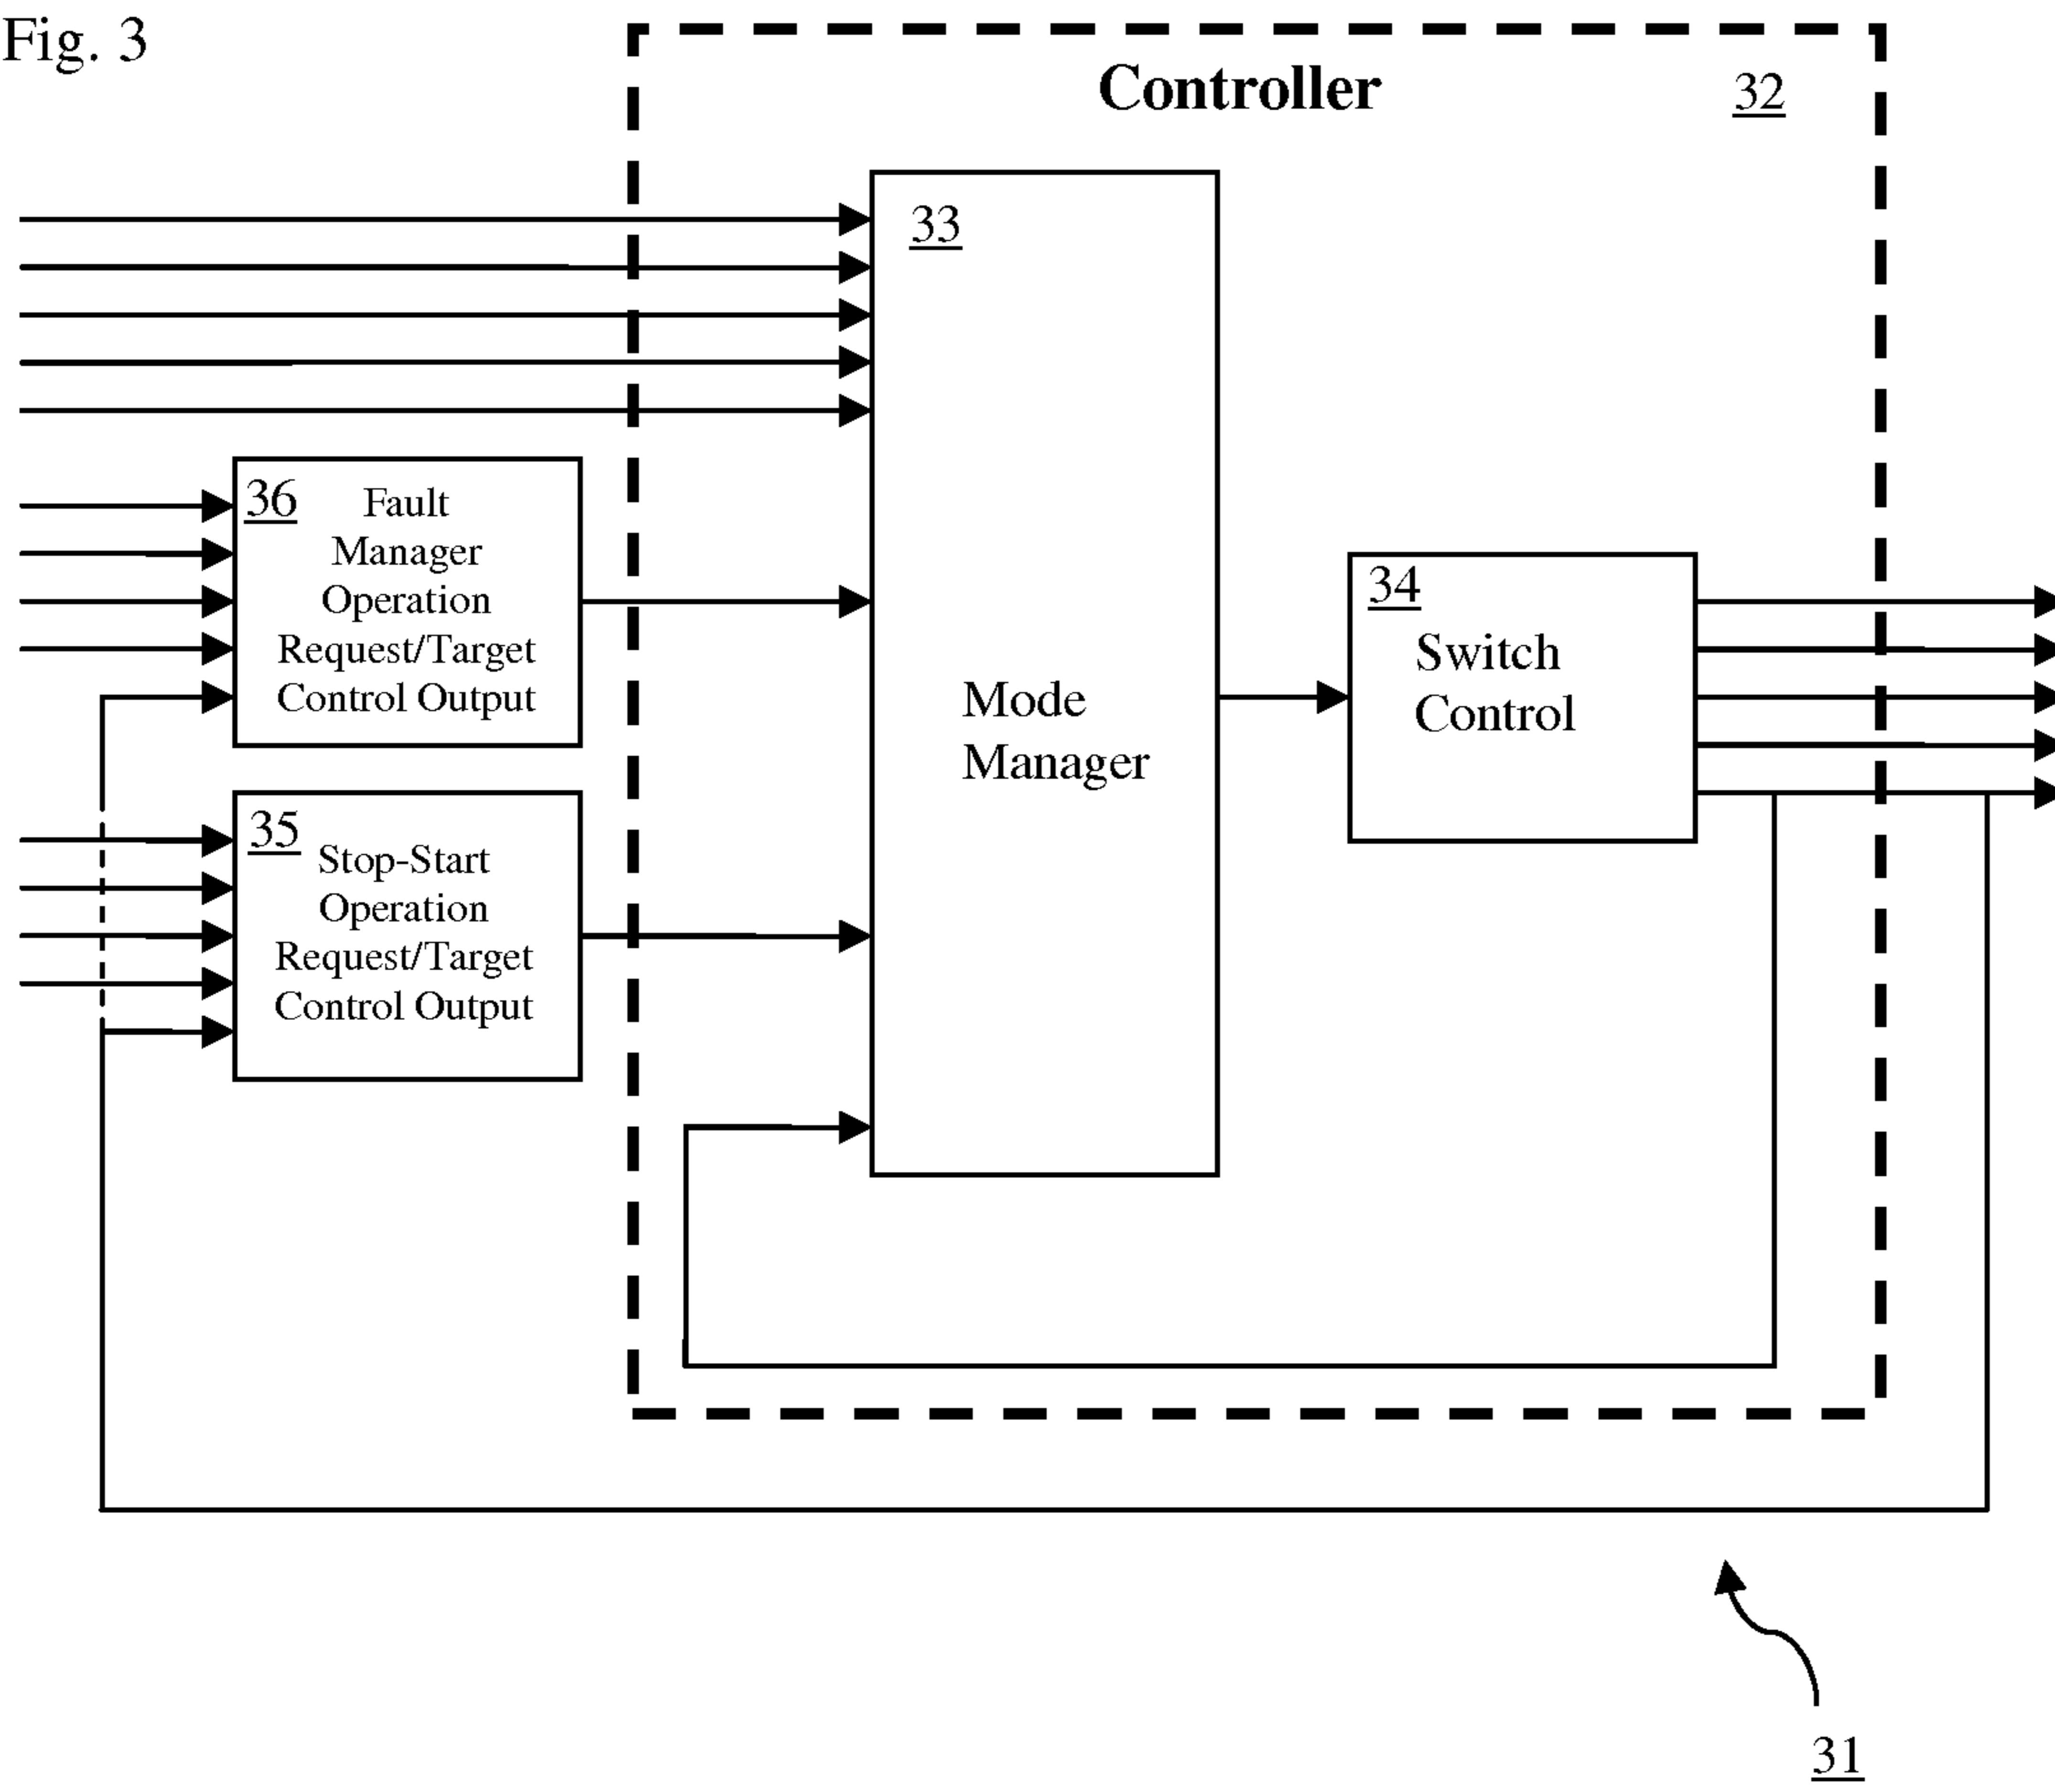 Fig. 3
Controller
32
33
36
Fault
Manager
Operation
Request/Target
Control Output
34
Switch
Control
Mode
Manager
35
Stop-Start
Operation
Request/Target
Control Output
31